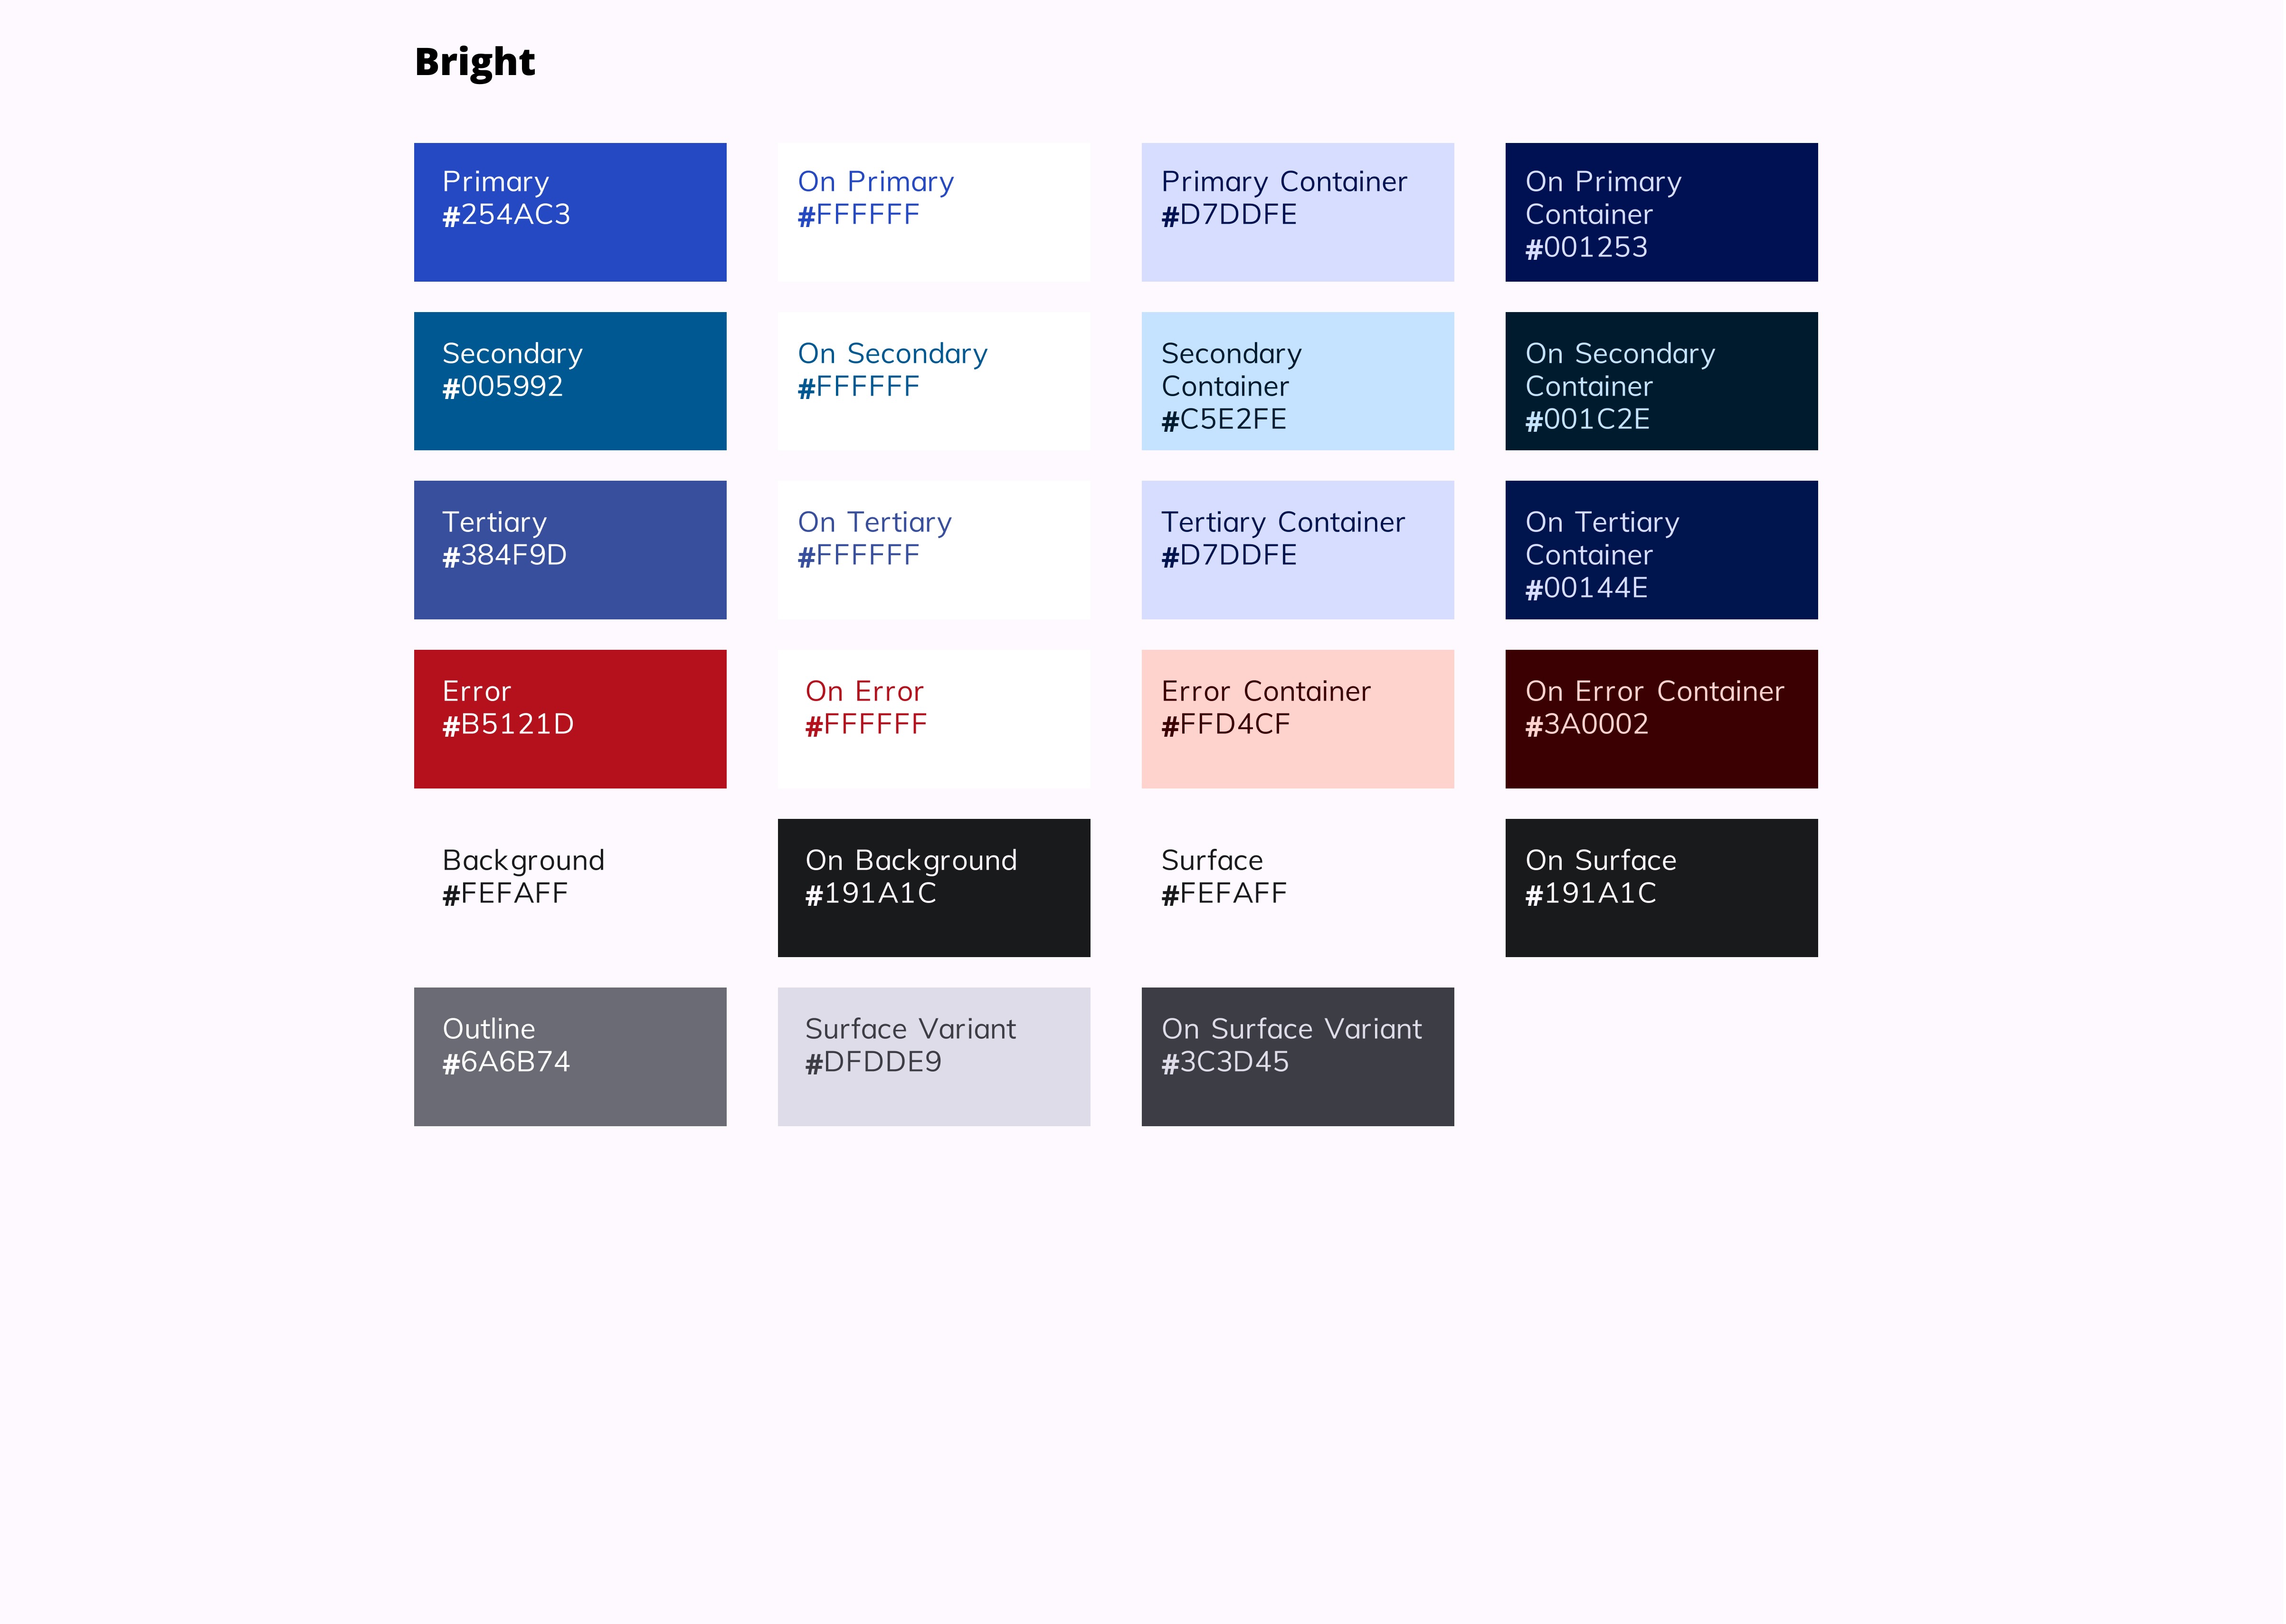 Bright
Primary
#254AC3
On Primary
#FFFFFF
Primary Container
#D7DDFE
On Primary
Container
#001253
Secondary
#005992
On Secondary
#FFFFFF
Secondary
Container
#C5E2FE
On Secondary
Container
#001C2E
Tertiary
#384F9D
On Tertiary
#FFFFFF
Tertiary Container
#D7DDFE
On Tertiary
Container
#00144E
Error
#B5121D
On Error
#FFFFFF
Error Container
#FFD4CF
On Error Container
#3A0002
Background
#FEFAFF
On Background
#191A1C
Surface
#FEFAFF
On Surface
#191A1C
Outline
#6A6B74
Surface Variant
#DFDDE9
On Surface Variant
#3C3D45